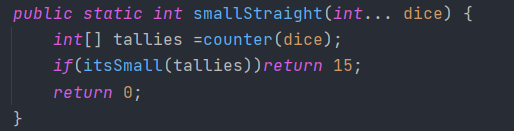 public static int smallStraight(int... dice) {
    int[] tallies =counter(dice);
    if(itsSmall(tallies))return 15;
    return 0;
}